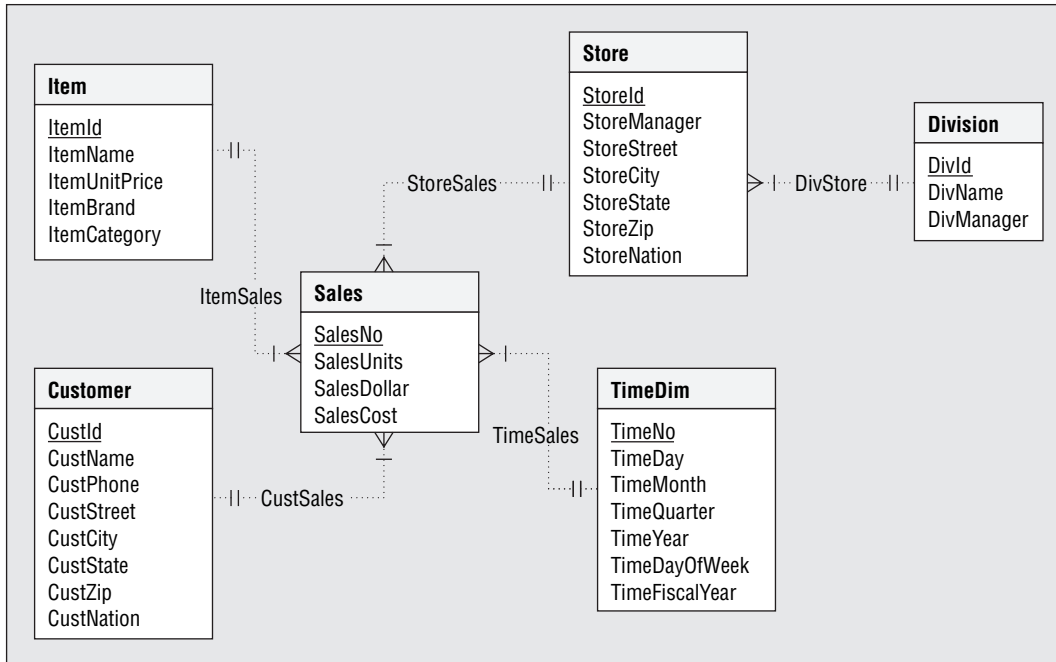 Item
ItemId
ItemName
ItemUnitPrice
ItemBrand
ItemCategory
Store
StoreId
StoreManager
StoreStreet
StoreCity
StoreState
StoreZip
StoreNation
Division
DivId
DivName
DivManager
StoreSales
DivStore
ItemSales
Sales
SalesNo
SalesUnits
SalesDollar
SalesCost
Customer
CustId
CustName
CustPhone
CustStreet
CustCity
CustState
CustZip
CustNation
CustSales
TimeSales
TimeDim
TimeNo
TimeDay
TimeMonth
TimeQuarter
TimeYear
TimeDayOfWeek
TimeFiscalYear